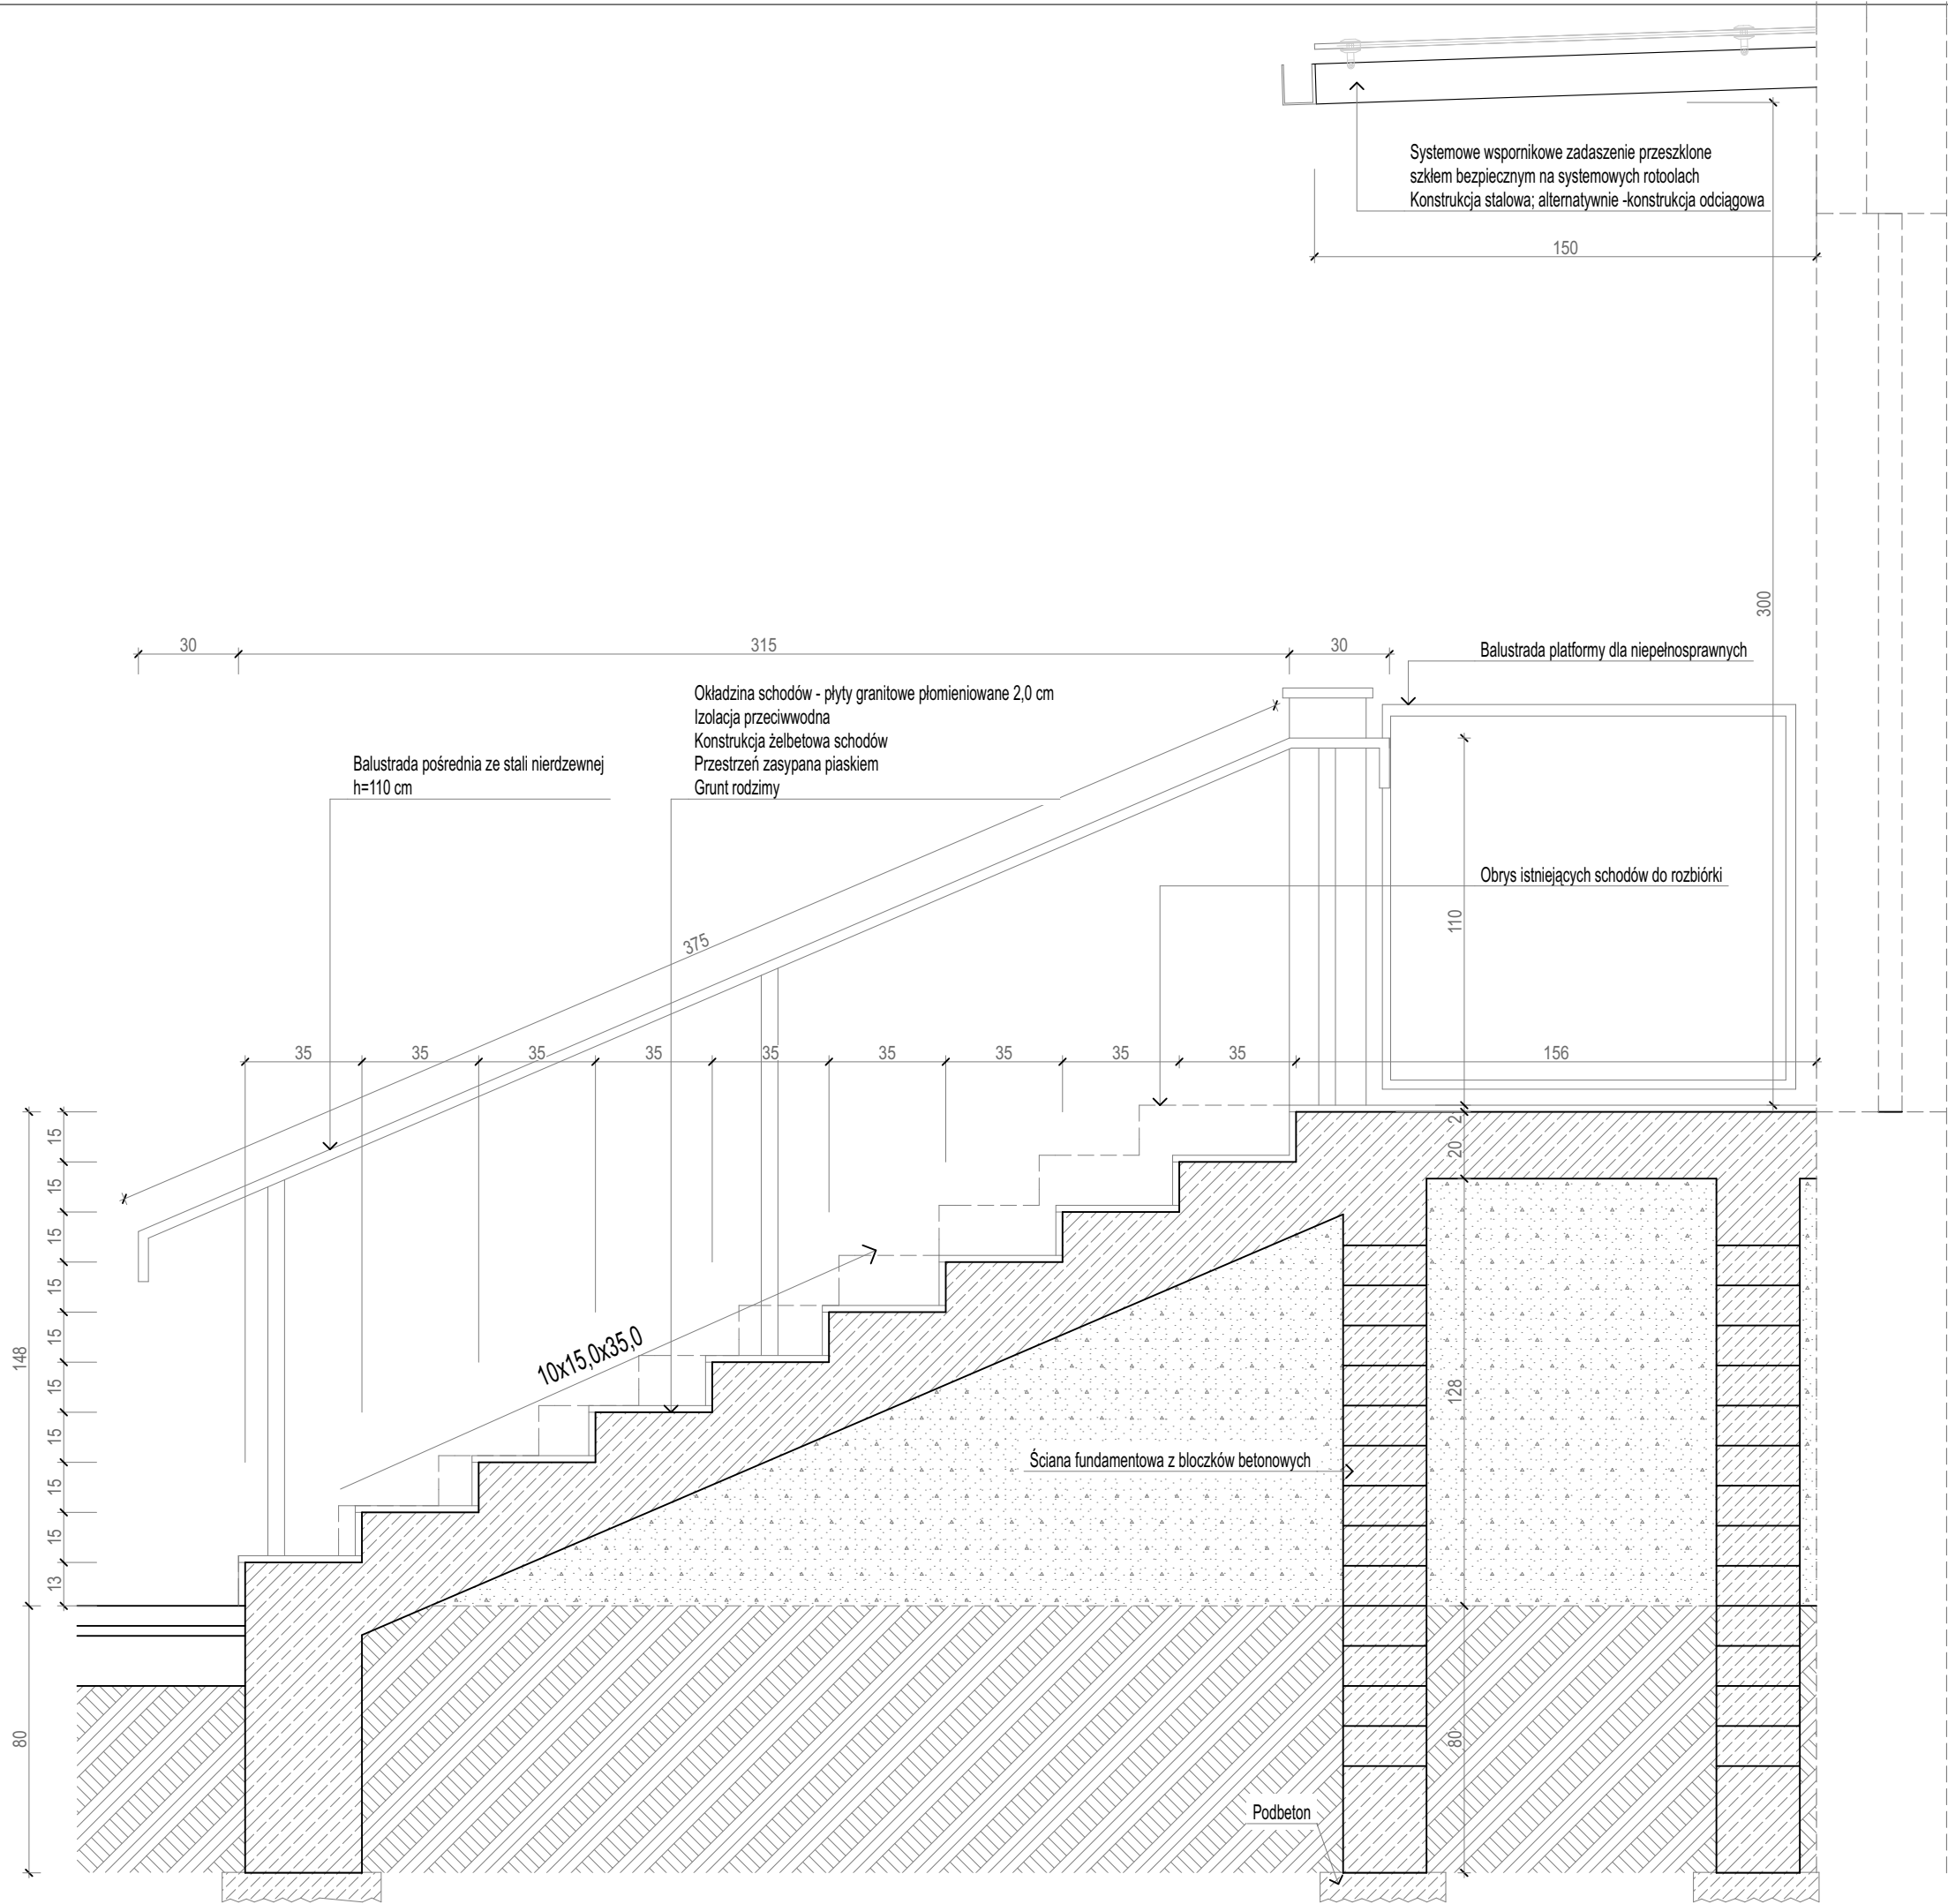 Systemowe wspornikowe zadaszenie przeszklone
szkłem bezpiecznym na systemowych rotoolach
Konstrukcja stalowa; alternatywnie -konstrukcja odciągowa
150
300
30
315
30
Balustrada platformy dla niepełnosprawnych
Okładzina schodów - płyty granitowe płomieniowane 2,0 cm
Izolacja przeciwwodna
Konstrukcja żelbetowa schodów
Przestrzeń zasypana piaskiem
Grunt rodzimy
Balustrada pośrednia ze stali nierdzewnej
h=110 cm
Obrys istniejących schodów do rozbiórki
110
375
35
35
35
35
35
35
35
35
35
156
15
15
15
15
15
15
15
15
15
13
148
80
2
20
10x15,0x35,0
128
Ściana fundamentowa z bloczków betonowych
80
Podbeton